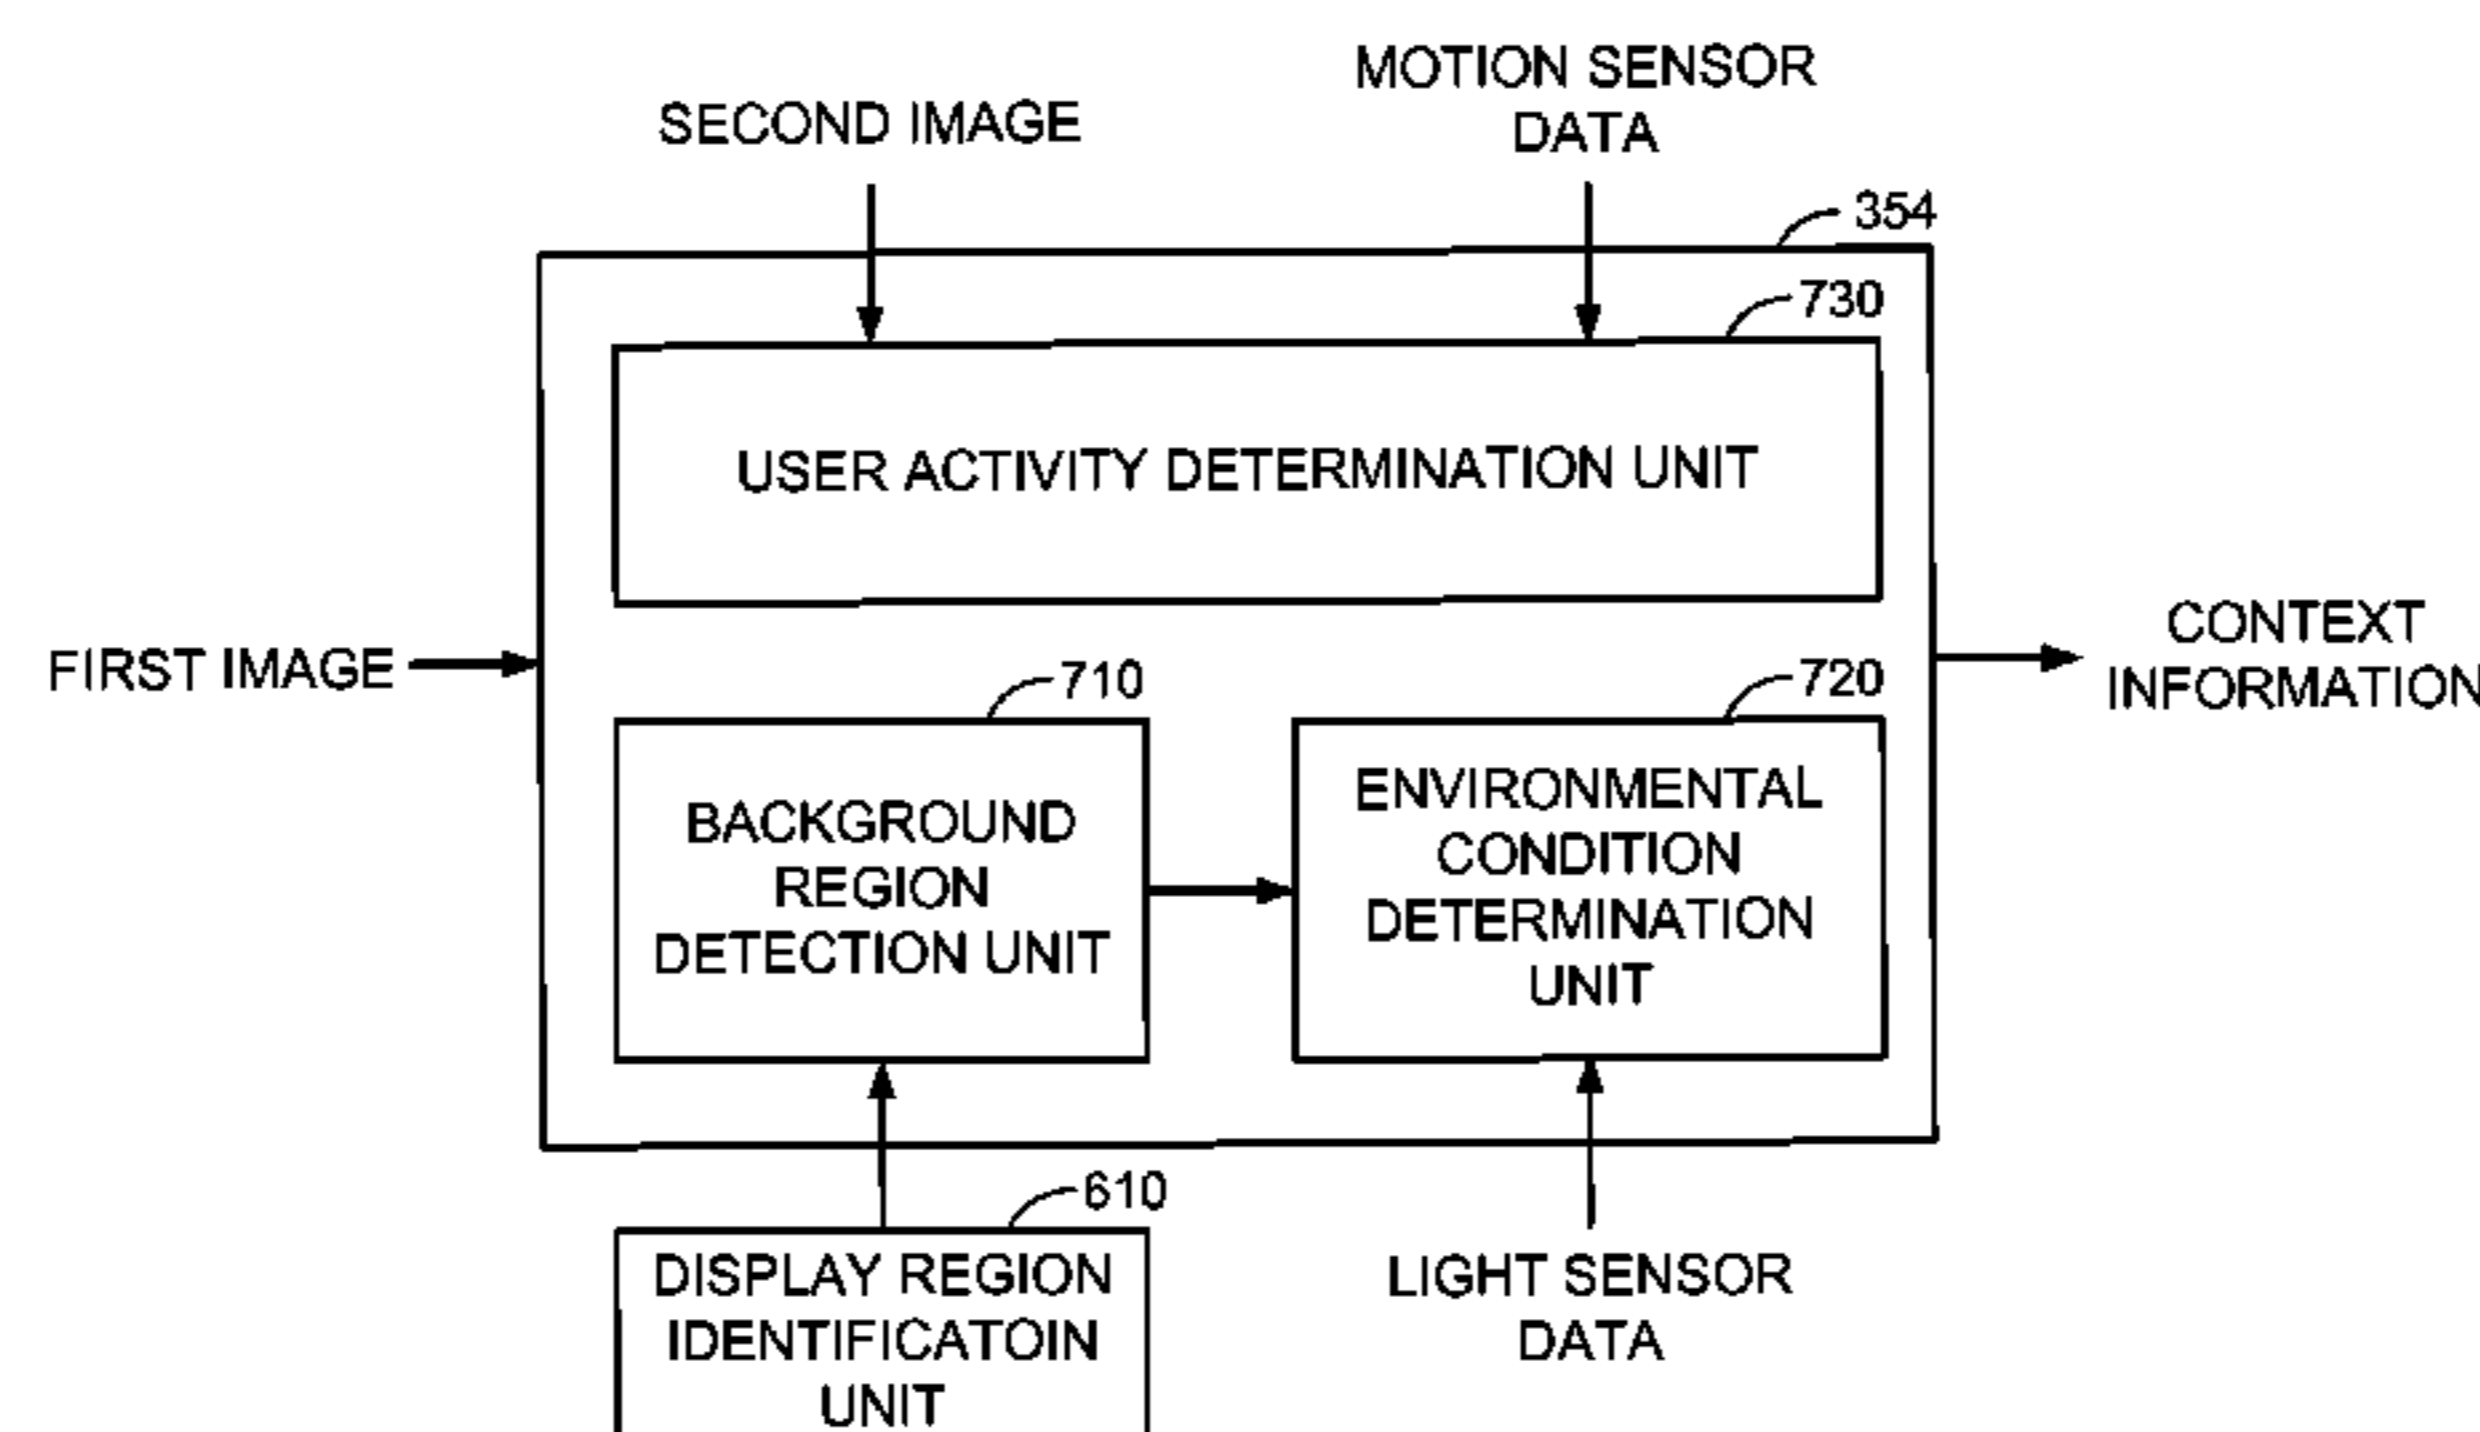 MOTION SENSOR
DATA
SECOND IMAGE
354
730
USER ACTIVITY DETERMINATION UNIT
FIRST IMAGE
CONTEXT
INFORMATION
710
720
BACKGROUND
REGION
DETECTION UNIT
ENVIRONMENTAL
CONDITION
DETERMINATION
UNIT
610
DISPLAY REGION
IDENTIFICATOIN
UNIT
LIGHT SENSOR
DATA